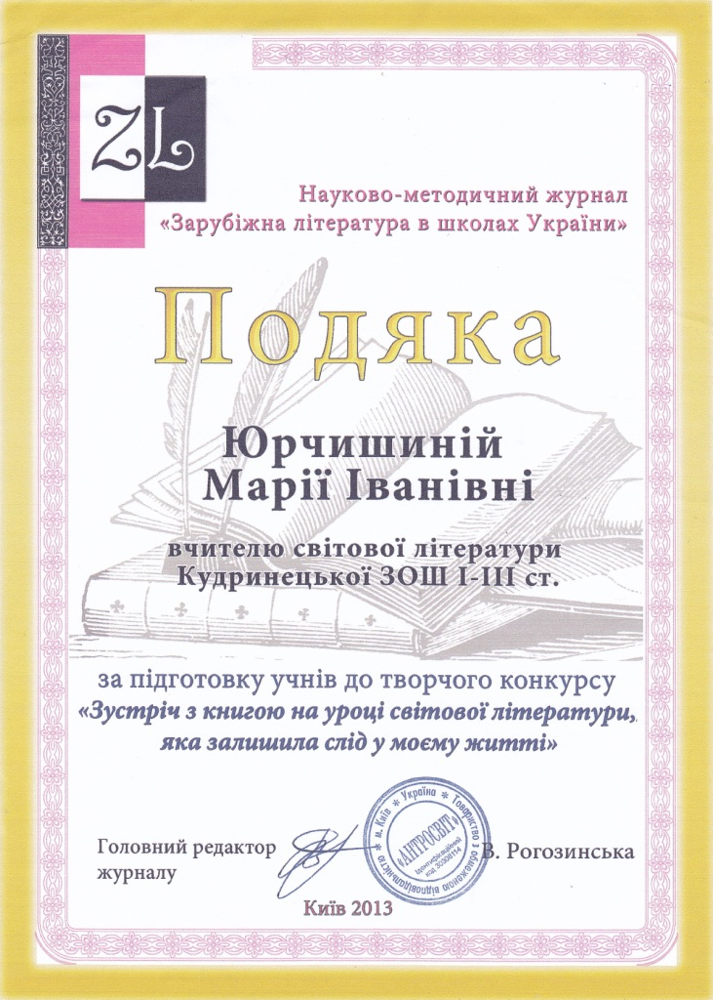 ZL
Науково-методичний журнал
«Зарубіжна література в школах України»
Подяка
Юрчишиній
Марії Іванівні
вчителю світової літератури
Кудринецької ЗОШ І-ІІІ ст.
за підготовку учнів до творчого конкурсу
«Зустріч з книгою на уроці світової літератури,
яка залишила слід у моєму житті»
Головний редактор
журналу
В. Рогозинська
* м. Київ * Україна * Товариство з обмеженою відповідальністю
«АНТРОСВІТ»
Ідентифікаційний
код 30308114
Київ 2013